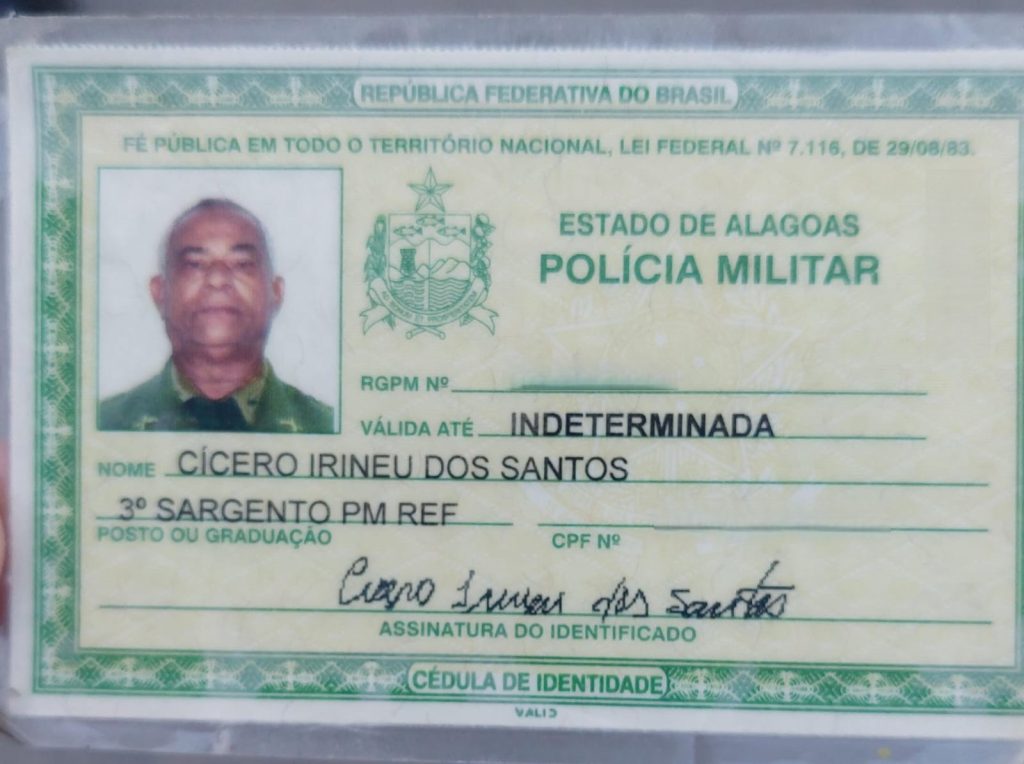 REPÚBLICA FEDERATIVA DO BRASIL
FÉ PÚBLICA EM TODO O TERRITÓRIO NACIONAL, LEI FEDERAL Nº 7.116, DE 29/08/83.
ESTADO DE ALAGOAS
POLÍCIA MILITAR
RGPM Nº
VÁLIDA ATÉ INDETERMINADA
NOME CÍCERO IRINEU DOS SANTOS
3º SARGENTO PM REF
POSTO OU GRADUAÇÃO CPF Nº
Cícero Irineu dos Santos
ASSINATURA DO IDENTIFICADO
CÉDULA DE IDENTIDADE